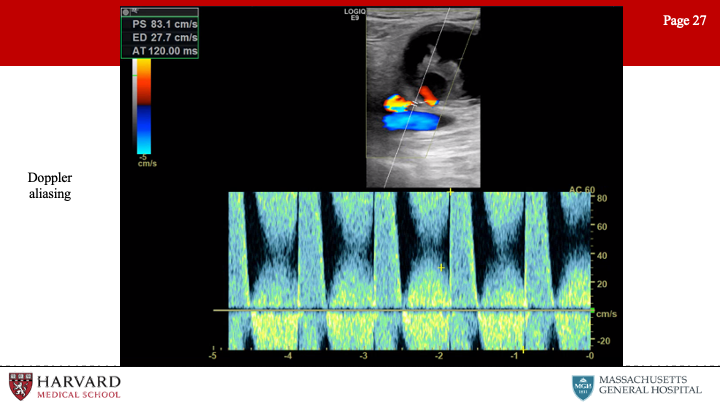 Page 27
PS 83.1 cm/s
ED 27.7 cm/s
AT 120.00 ms
LOGIQ
E9
-5
cm/s
Doppler
aliasing
AC 60
80
60
40
20
cm/s
-20
-5 -4 -3 -2 -1 -0
HARVARD
MEDICAL SCHOOL
MGH
1811
MASSACHUSETTS
GENERAL HOSPITAL